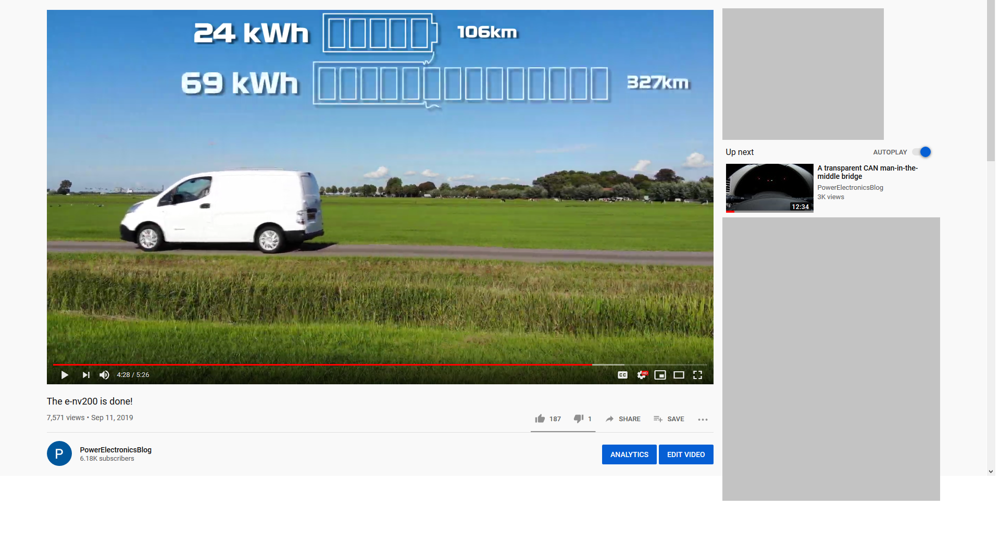 24 kWh 106km
69 kWh 327km
4:28 / 5:26
CC
HD
The e-nv200 is done!
7,571 views • Sep 11, 2019
187 1 SHARE SAVE
P
PowerElectronicsBlog
6.18K subscribers
ANALYTICS EDIT VIDEO
Up next AUTOPLAY
A transparent CAN man-in-the-
middle bridge
PowerElectronicsBlog
3K views
12:34